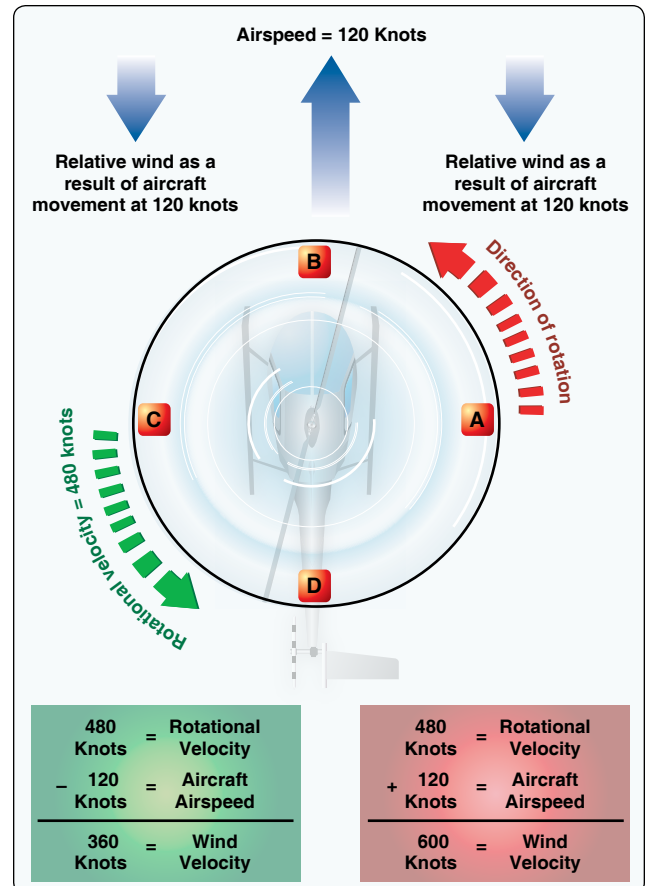 Airspeed = 120 Knots
Relative wind as a
result of aircraft
movement at 120 knots
Relative wind as a
result of aircraft
movement at 120 knots
B
Direction of rotation
C
A
Rotational velocity = 480 knots
D
480 Knots = Rotational Velocity
– 120 Knots = Aircraft Airspeed
360 Knots = Wind Velocity
480 Knots = Rotational Velocity
+ 120 Knots = Aircraft Airspeed
600 Knots = Wind Velocity